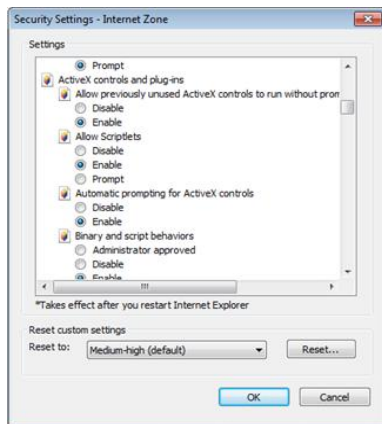 Security Settings - Internet Zone
Settings
Prompt
ActiveX controls and plug-ins
Allow previously unused ActiveX controls to run without pron
Disable
Enable
Allow Scriptlets
Disable
Enable
Prompt
Automatic prompting for ActiveX controls
Disable
Enable
Binary and script behaviors
Administrator approved
Disable
Enable
*Takes effect after you restart Internet Explorer
Reset custom settings
Reset to:
Medium-high (default)
Reset...
OK
Cancel